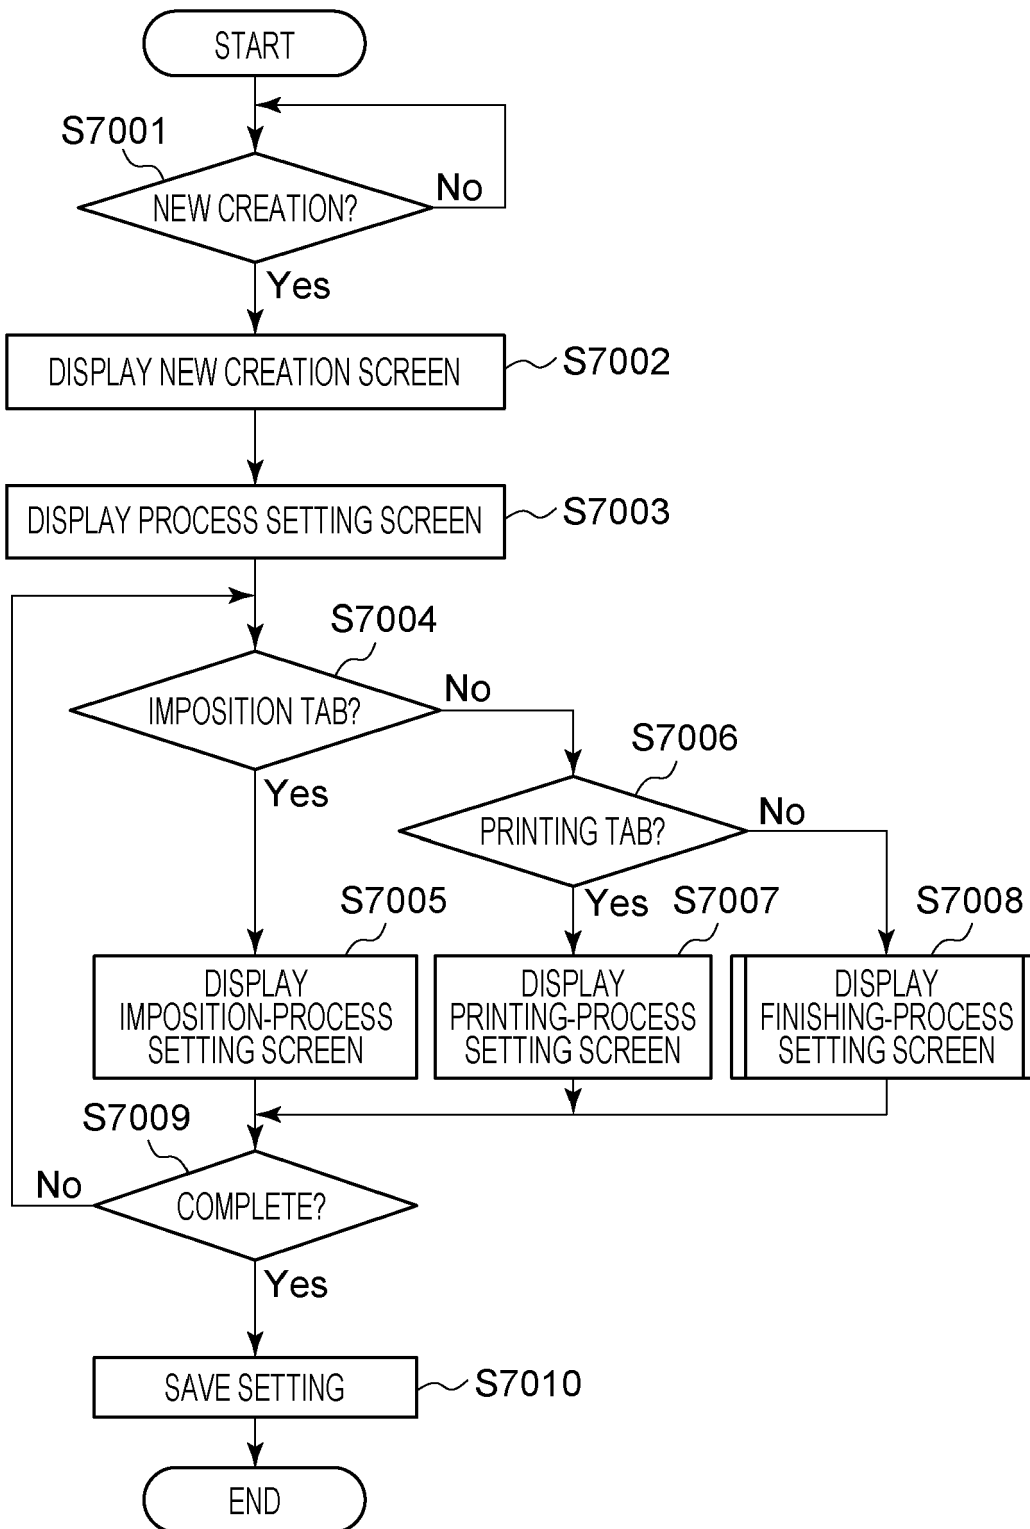 START
S7001
NEW CREATION?
No
Yes
DISPLAY NEW CREATION SCREEN
S7002
DISPLAY PROCESS SETTING SCREEN
S7003
S7004
IMPOSITION TAB?
No
Yes
S7006
PRINTING TAB?
No
Yes
S7005
DISPLAY
IMPOSITION-PROCESS
SETTING SCREEN
S7007
DISPLAY
PRINTING-PROCESS
SETTING SCREEN
S7008
DISPLAY
FINISHING-PROCESS
SETTING SCREEN
S7009
COMPLETE?
No
Yes
SAVE SETTING
S7010
END